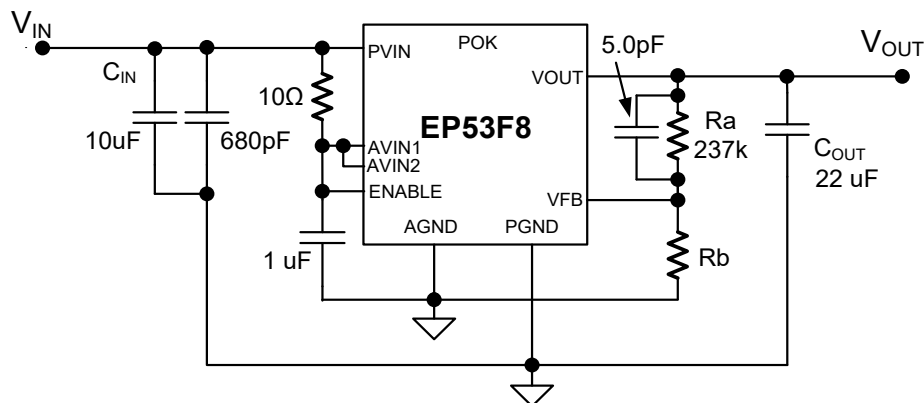 V_IN
PVIN
POK
5.0pF
V_OUT
C_IN
VOUT
10Ω
Ra
237k
EP53F8
10uF
680pF
AVIN1
AVIN2
C_OUT
22 uF
ENABLE
VFB
AGND
PGND
1 uF
Rb